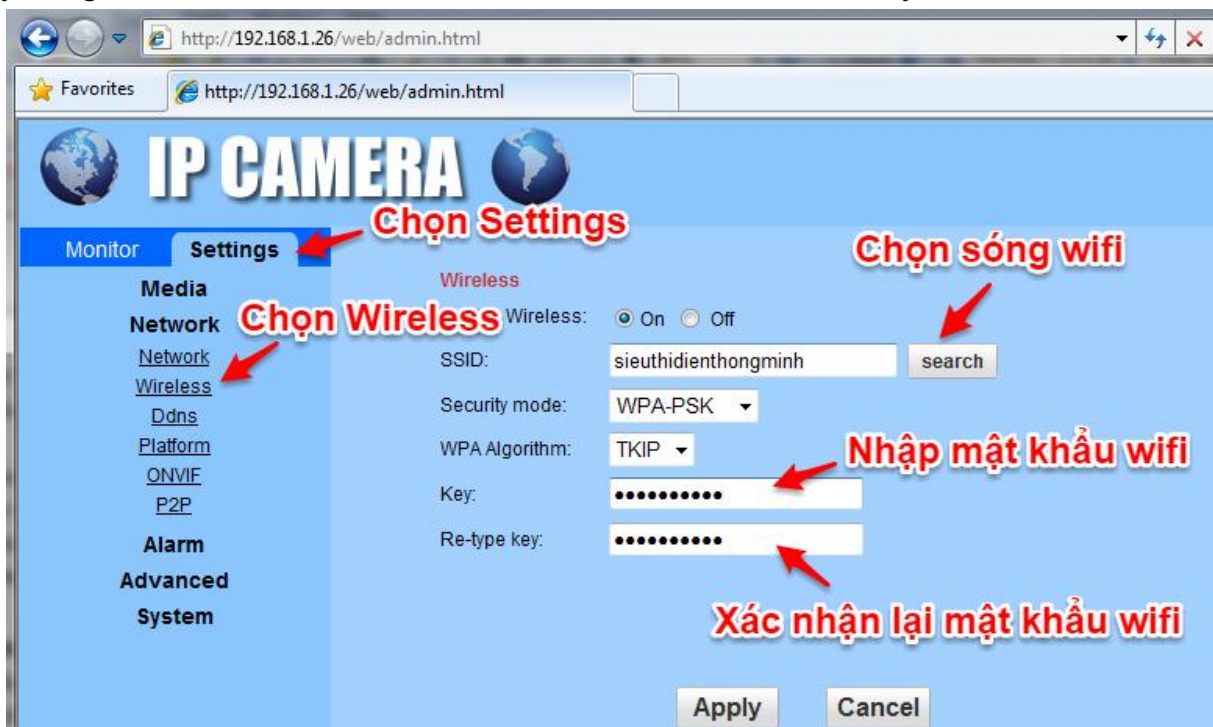 http://192.168.1.26/web/admin.html
Favorites http://192.168.1.26/web/admin.html
IP CAMERA
Chọn Settings
Monitor Settings
Chọn sóng wifi
Media
Wireless
Network
Chọn Wireless
Wireless: On Off
Network
SSID: sieuthidienthongminh search
Wireless
Security mode: WPA-PSK
Ddns
Platform
WPA Algorithm: TKIP
Nhập mật khẩu wifi
ONVIF
Key: ••••••••••
P2P
Alarm
Re-type key: ••••••••••
Advanced
System
Xác nhận lại mật khẩu wifi
Apply Cancel